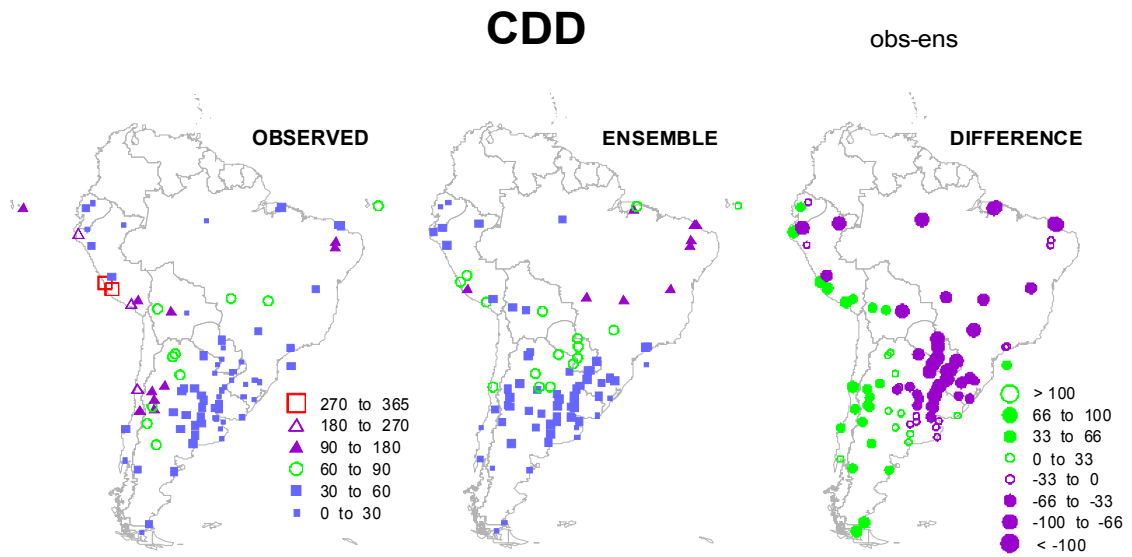 CDD
obs-ens
OBSERVED
ENSEMBLE
DIFFERENCE
270 to 365
180 to 270
90 to 180
60 to 90
30 to 60
0 to 30
> 100
66 to 100
33 to 66
0 to 33
-33 to 0
-66 to -33
-100 to -66
< -100